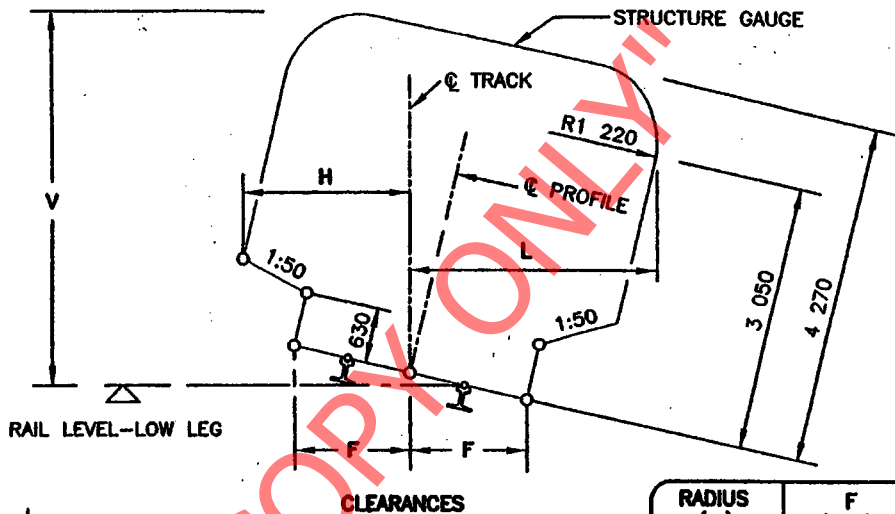 STRUCTURE GAUGE
℄ TRACK
R1 220
H
℄ PROFILE
V
L
1:50
1:50
630
3 050
4 270
RAIL LEVEL-LOW LEG
F
F
CLEARANCES
RADIUS
F
COPY ONLY"